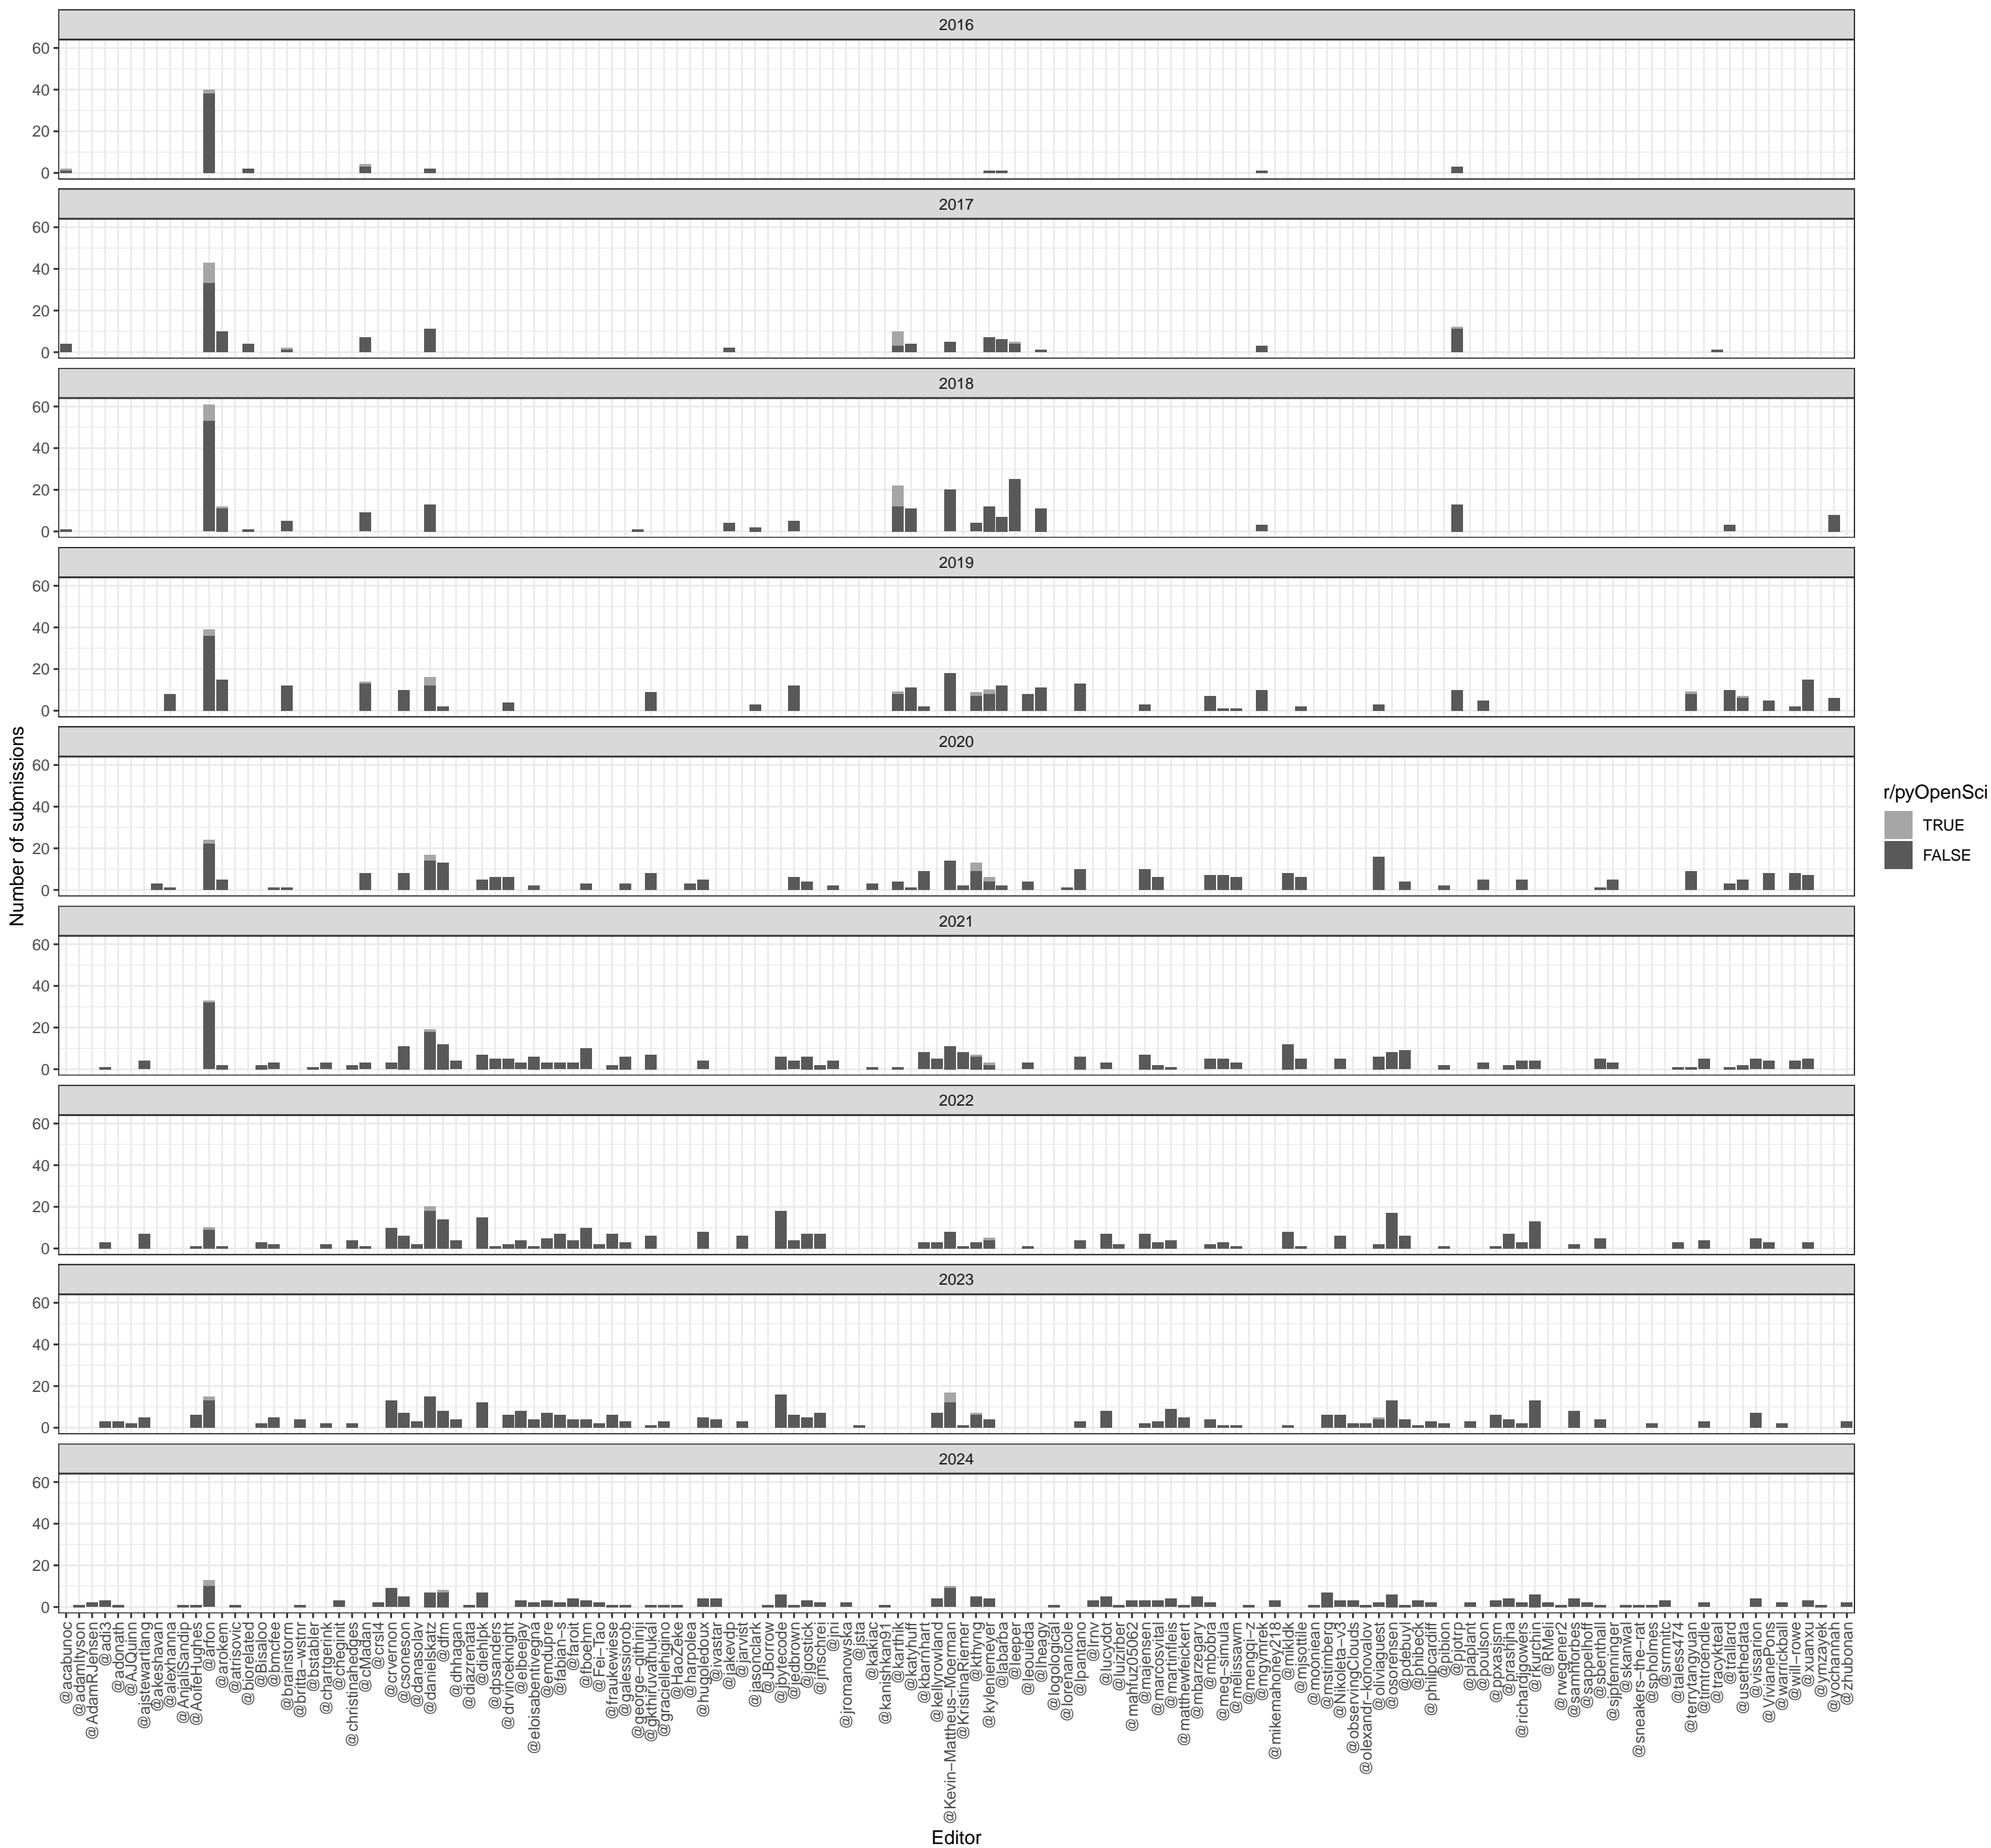 2016
60
40
20
0
2017
60
40
20
0
2018
60
40
20
0
2019
60
40
20
0
2020
60
40
20
0
2021
60
40
20
0
2022
60
40
20
0
2023
60
40
20
0
2024
60
40
20
0
Number of submissions
@acabunoc
@adamltyson
@AdamRJensen
@adi3
@adonath
@AJQuinn
@ajstewartlang
@akeshavan
@alexhanna
@AnjaliSandip
@AoifeHughes
@arfon
@arokem
@atrisovic
@biorelated
@Bisaloo
@bmcfee
@brainstorm
@britta−wstnr
@bstabler
@chartgerink
@cheginit
@christinahedges
@cMadan
@crsl4
@crvernon
@csoneson
@danasolav
@danielskatz
@dfm
@dhhagan
@diazrenata
@diehlpk
@dpsanders
@drvinceknight
@elbeejay
@eloisabentivegna
@emdupre
@fabian−s
@faroit
@fboehm
@Fei−Tao
@fraukewiese
@galessiorob
@george−githinji
@gkthiruvathukal
@graciellehigino
@HaoZeke
@harpolea
@hugoledoux
@ivastar
@jakevdp
@jarvist
@jasonclark
@JBorrow
@jbytecode
@jedbrown
@jgostick
@jmschrei
@jni
@jromanowska
@jsta
@kakiac
@kanishkan91
@karthik
@katyhuff
@kbarnhart
@kellyrowland
@Kevin−Mattheus−Moerman
@KristinaRiemer
@kthyng
@kyleniemeyer
@labarba
@leeper
@leouieda
@lheagy
@logological
@lorenanicole
@lpantano
@lrnv
@lucydot
@luizirber
@mahfuz05062
@majensen
@marcosvital
@martinfleis
@matthewfeickert
@mbarzegary
@mbobra
@meg−simula
@melissawm
@mengqi−z
@mgymrek
@mikemahoney218
@mjsottile
@moonlean
@mstimberg
@Nikoleta−v3
@observingClouds
@olexandr−konovalov
@oliviaguest
@osorensen
@pdebuyl
@phibeck
@philipcardiff
@pibion
@pjotrp
@plaplant
@poulson
@ppxasjsm
@prashjha
@richardjgowers
@rkurchin
@RMeli
@rwegener2
@samhforbes
@sappelhoff
@sbenthall
@sjpfenninger
@skanwal
@sneakers−the−rat
@spholmes
@srmnitc
@taless474
@terrytangyuan
@timtroendle
@tracykteal
@trallard
@usethedata
@vissarion
@VivianePons
@warrickball
@will−rowe
@xuanxu
@ymzayek
@yochannah
@zhubonan
Editor
r/pyOpenSci
TRUE
FALSE